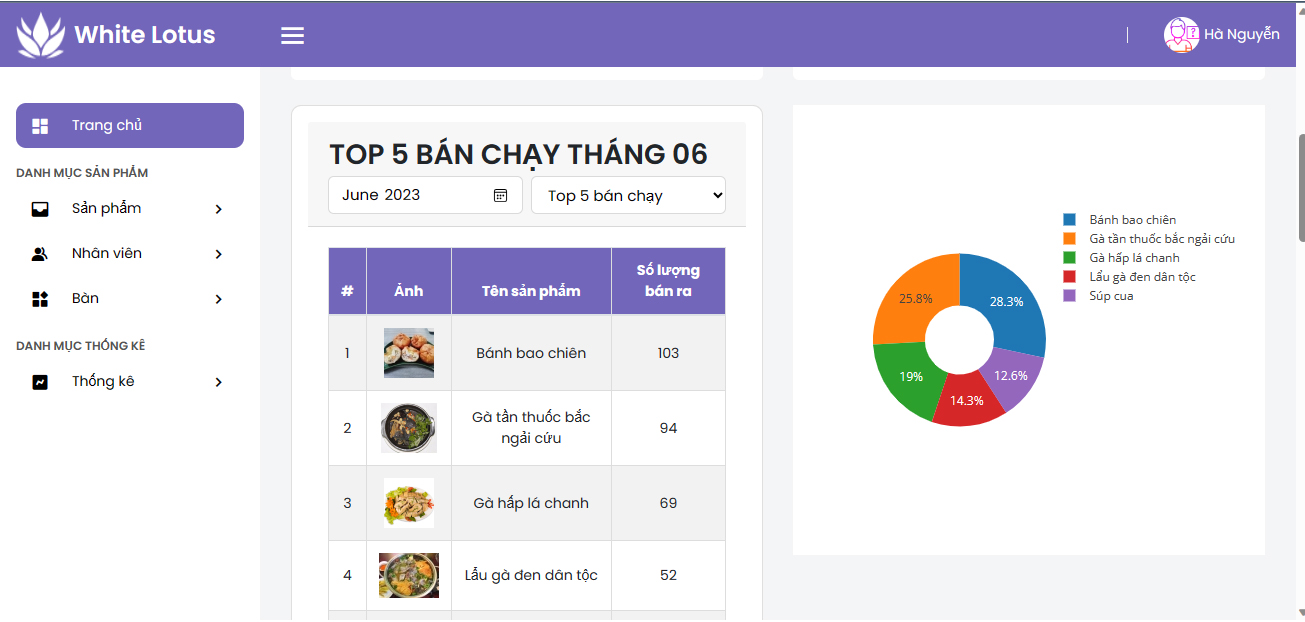 White Lotus
Hà Nguyễn
Trang chủ
DANH MỤC SẢN PHẨM
Sản phẩm
Nhân viên
Bàn
DANH MỤC THỐNG KÊ
Thống kê
TOP 5 BÁN CHẠY THÁNG 06
June 2023
Top 5 bán chạy
# Ảnh Tên sản phẩm Số lượng
bán ra
1 Bánh bao chiên 103
2 Gà tần thuốc bắc
ngải cứu 94
3 Gà hấp lá chanh 69
4 Lẩu gà đen dân tộc 52
Bánh bao chiên
Gà tần thuốc bắc ngải cứu
Gà hấp lá chanh
Lẩu gà đen dân tộc
Súp cua
25.8%
28.3%
19%
12.6%
14.3%